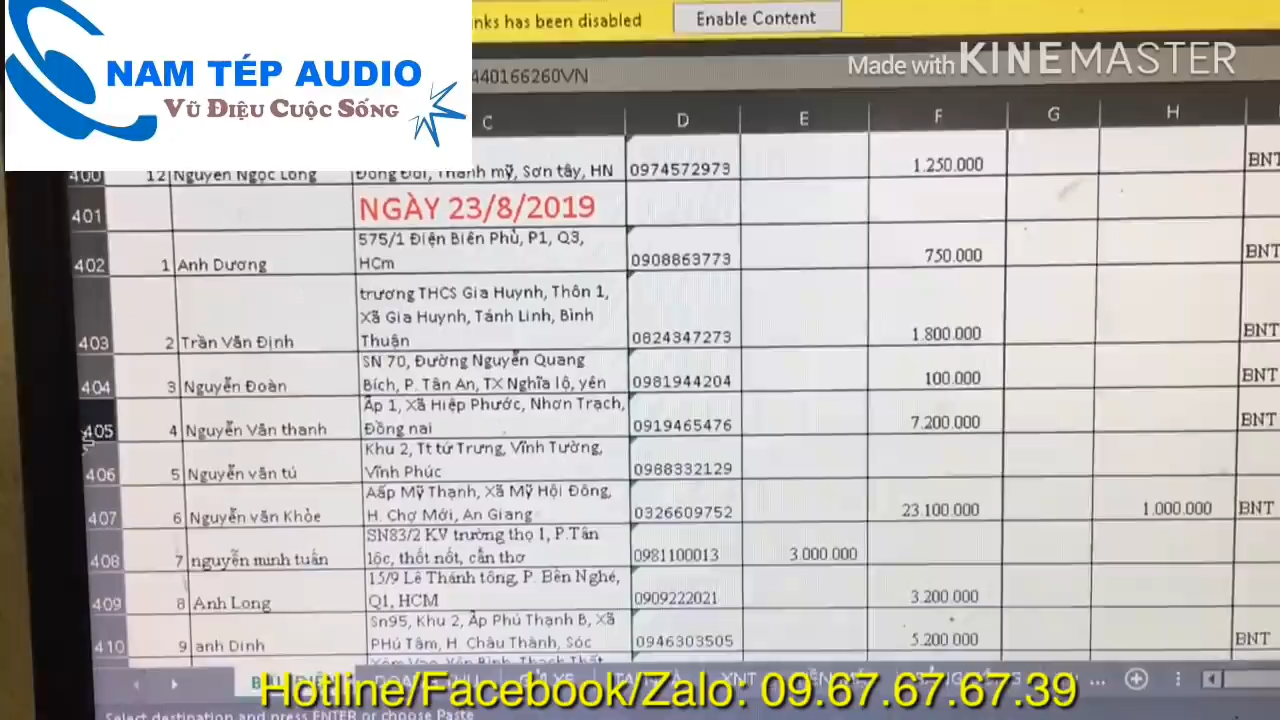 NAM TÉP AUDIO
VŨ ĐIỆU CUỘC SỐNG
nks has been disabled
Enable Content
440166260VN
Made with KINEMASTER
C D E F G H
400 12 Nguyễn Ngọc Long Thanh mỹ, Sơn tây, HN 0974572973 1.250.000 BNT
401 NGÀY 23/8/2019
575/1 Điện Biên Phủ, P1, Q3,
402 1 Anh Dương HCm 0908863773 750.000 BNT
trương THCS Gia Huynh, Thôn 1,
Xã Gia Huynh, Tánh Linh, Bình
403 2 Trần Văn Định Thuận 0824347273 1.800.000 BNT
SN 70, Đường Nguyễn Quang
404 3 Nguyễn Đoàn Bích, P. Tân An, TX Nghĩa lộ, yên 0981944204 100.000 BNT
Ấp 1, Xã Hiệp Phước, Nhơn Trạch,
405 4 Nguyễn Văn thanh Đồng nai 0919465476 7.200.000 BNT
Khu 2, Tt tứ Trưng, Vĩnh Tường,
406 5 Nguyễn văn tú Vĩnh Phúc 0988332129
Aấp Mỹ Thạnh, Xã Mỹ Hội Đông,
407 6 Nguyễn văn Khỏe H. Chợ Mới, An Giang 0326609752 23.100.000 1.000.000 BNT
SN83/2 KV trường thọ 1, P.Tân
408 7 nguyễn minh tuấn lộc, thốt nốt, cần thơ 0981100013 3.000.000
15/9 Lê Thánh tông, P. Bến Nghé,
409 8 Anh Long Q1, HCM 0909222021 3.200.000
Sn95, Khu 2, Ấp Phú Thạnh B, Xã
410 9 anh Dinh PHú Tâm, H. Châu Thành, Sóc 0946303505 5.200.000 BNT
XNT
...
Hotline/Facebook/Zalo: 09.67.67.67.39
Select destination and press ENTER or choose Paste